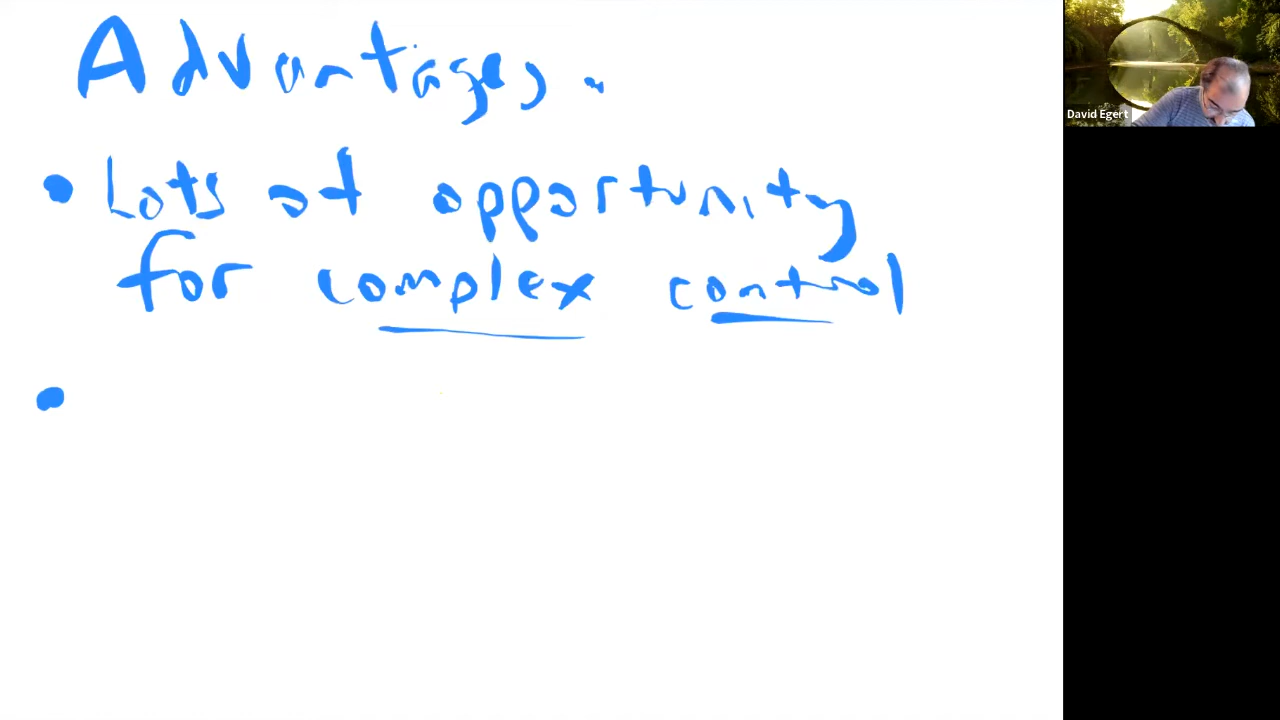 Advantages.
• Lots of opportunity
for complex control
•
David Egert